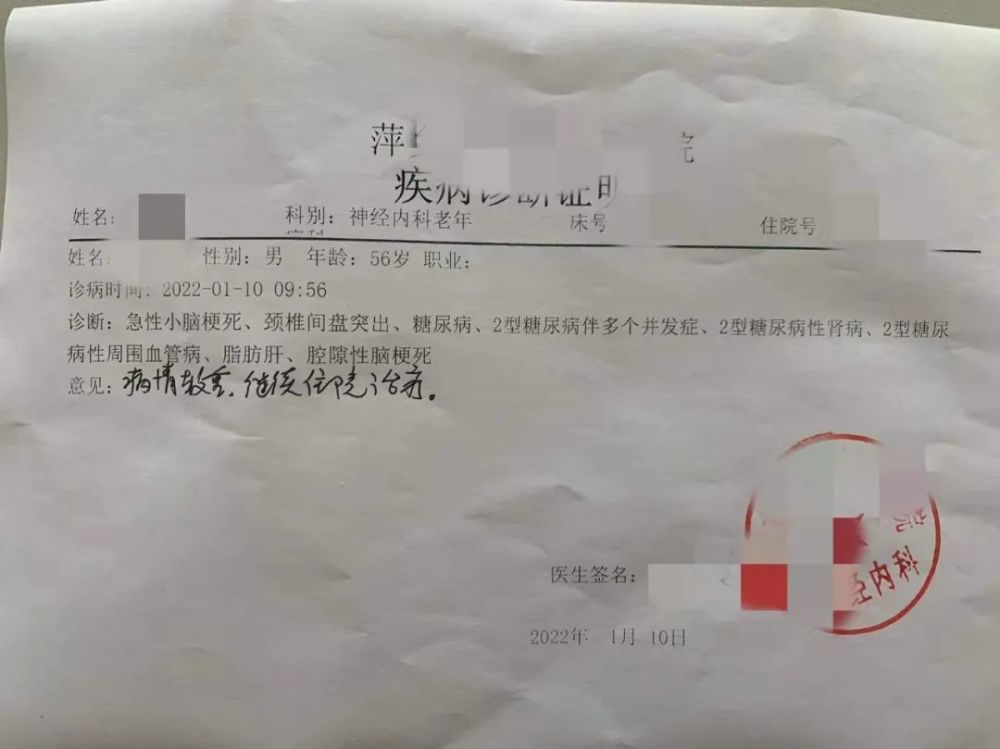 萍
疾病诊断证明
姓名: 科别: 神经内科老年 床号 住院号
姓名: 性别: 男 年龄: 56岁 职业:
诊病时间: 2022-01-10 09:56
诊断: 急性小脑梗死、颈椎间盘突出、糖尿病、2型糖尿病伴多个并发症、2型糖尿病性肾病、2型糖尿
病性周围血管病、脂肪肝、腔隙性脑梗死
意见: 病情较重.继续住院治疗。
院
经内科
医生签名:
2022年 1月 10日